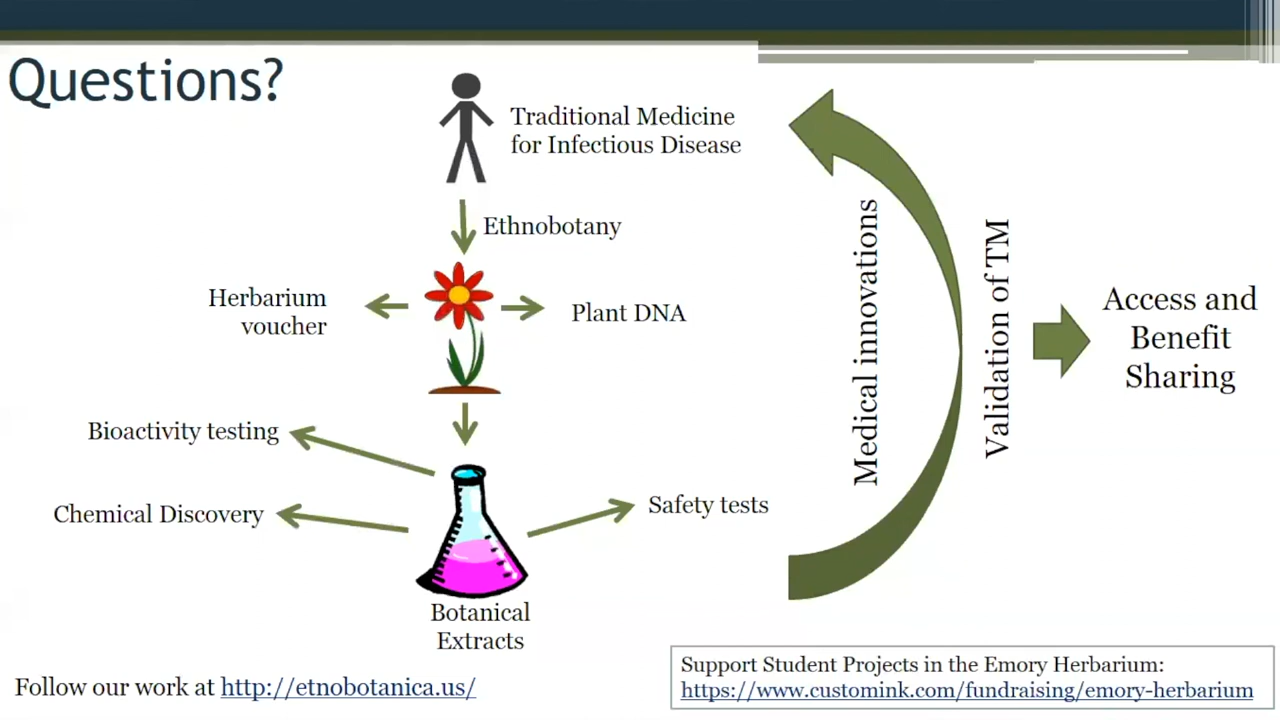 Questions?
Traditional Medicine
for Infectious Disease
Ethnobotany
Herbarium
voucher
Plant DNA
Bioactivity testing
Chemical Discovery
Safety tests
Botanical
Extracts
Medical innovations
Validation of TM
Access and
Benefit
Sharing
Follow our work at http://etnobotanica.us/
Support Student Projects in the Emory Herbarium:
https://www.customink.com/fundraising/emory-herbarium